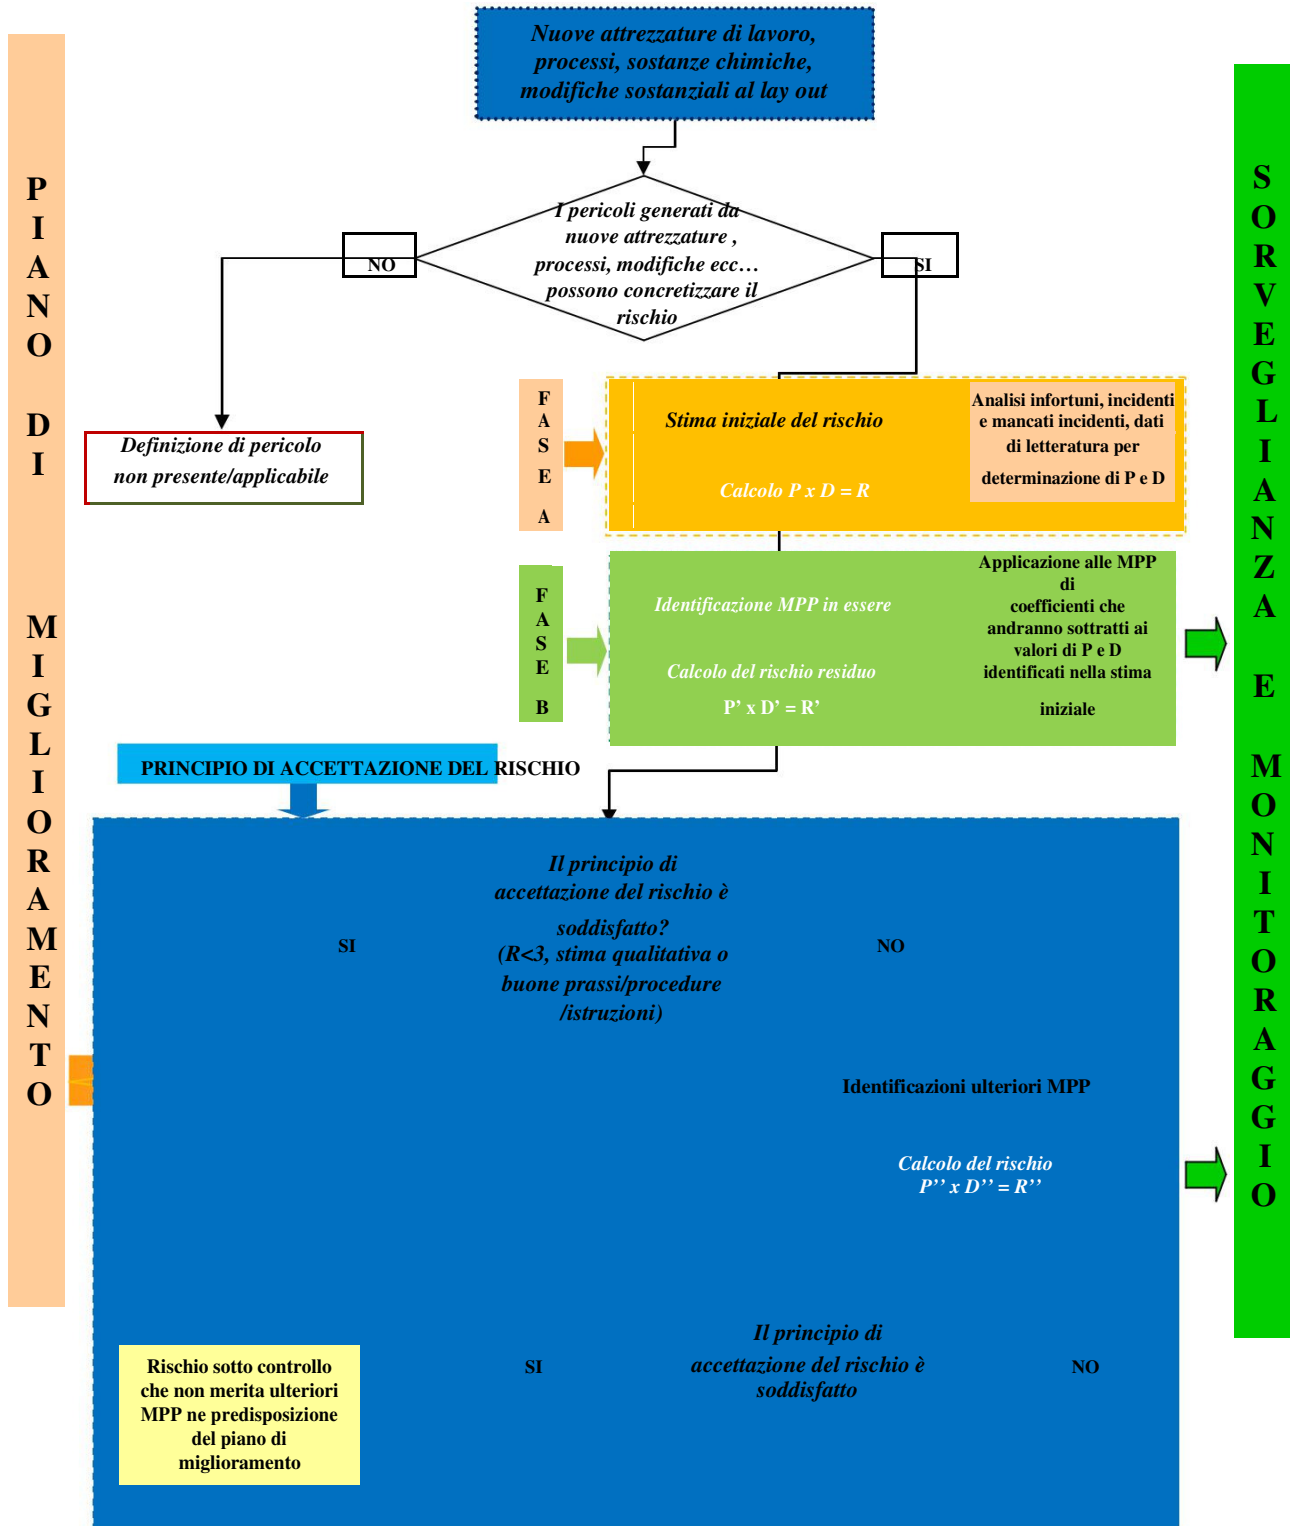 Nuove attrezzature di lavoro,
processi, sostanze chimiche,
modifiche sostanziali al lay out
I pericoli generati da
nuove attrezzature ,
processi, modifiche ecc…
possono concretizzare il
rischio
NO
SI
Definizione di pericolo
non presente/applicabile
F
A
S
E
A
Stima iniziale del rischio
Calcolo P x D = R
Analisi infortuni, incidenti
e mancati incidenti, dati
di letteratura per
determinazione di P e D
F
A
S
E
B
Identificazione MPP in essere
Calcolo del rischio residuo
P’ x D’ = R’
Applicazione alle MPP
di
coefficienti che
andranno sottratti ai
valori di P e D
identificati nella stima
iniziale
PRINCIPIO DI ACCETTAZIONE DEL RISCHIO
Il principio di
accettazione del rischio è
soddisfatto?
(R<3, stima qualitativa o
buone prassi/procedure
/istruzioni)
SI
NO
Identificazioni ulteriori MPP
Calcolo del rischio
P’’ x D’’ = R’’
Il principio di
accettazione del rischio è
soddisfatto
SI
NO
Rischio sotto controllo
che non merita ulteriori
MPP ne predisposizione
del piano di
miglioramento
P
I
A
N
O
D
I
M
I
G
L
I
O
R
A
M
E
N
T
O
S
O
R
V
E
G
L
I
A
N
Z
A
E
M
O
N
I
T
O
R
A
G
G
I
O